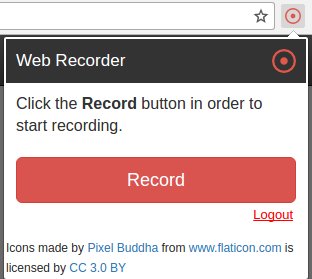 Web Recorder
Click the Record button in order to
start recording.
Record
Logout
Icons made by Pixel Buddha from www.flaticon.com is
licensed by CC 3.0 BY